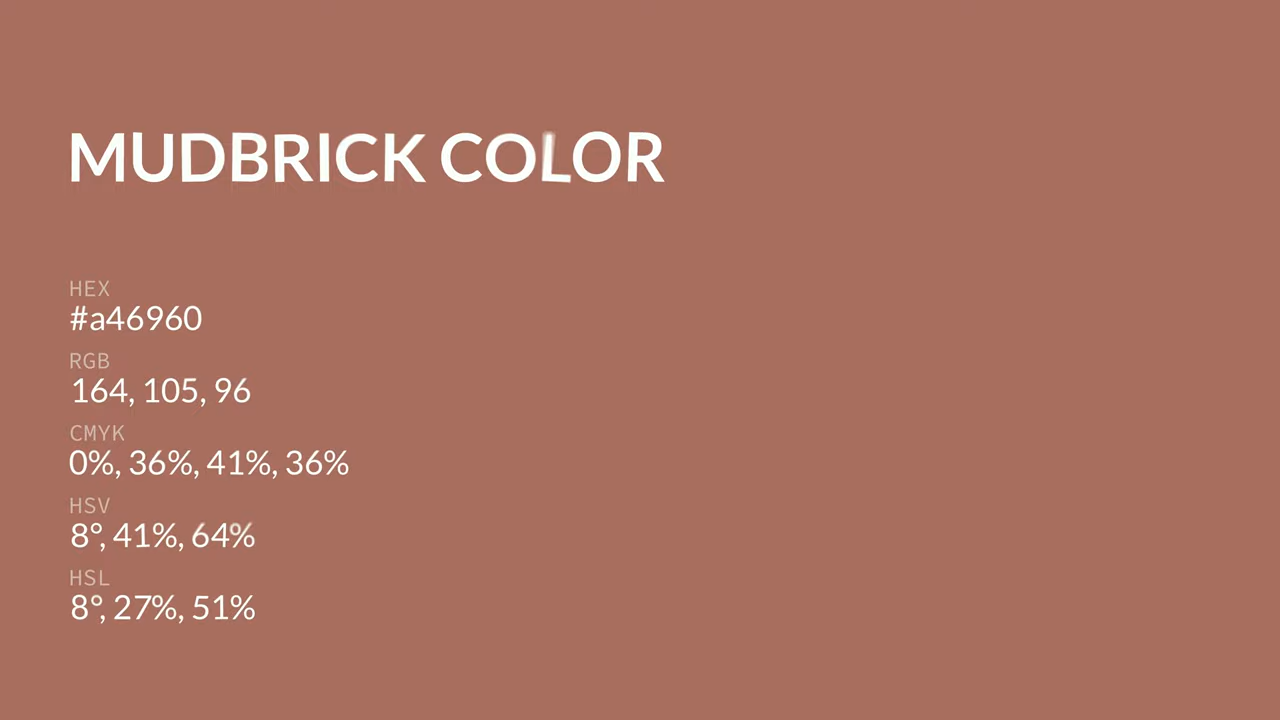 MUDBRICK COLOR
HEX
#a46960
RGB
164, 105, 96
CMYK
0%, 36%, 41%, 36%
HSV
8°, 41%, 64%
HSL
8°, 27%, 51%